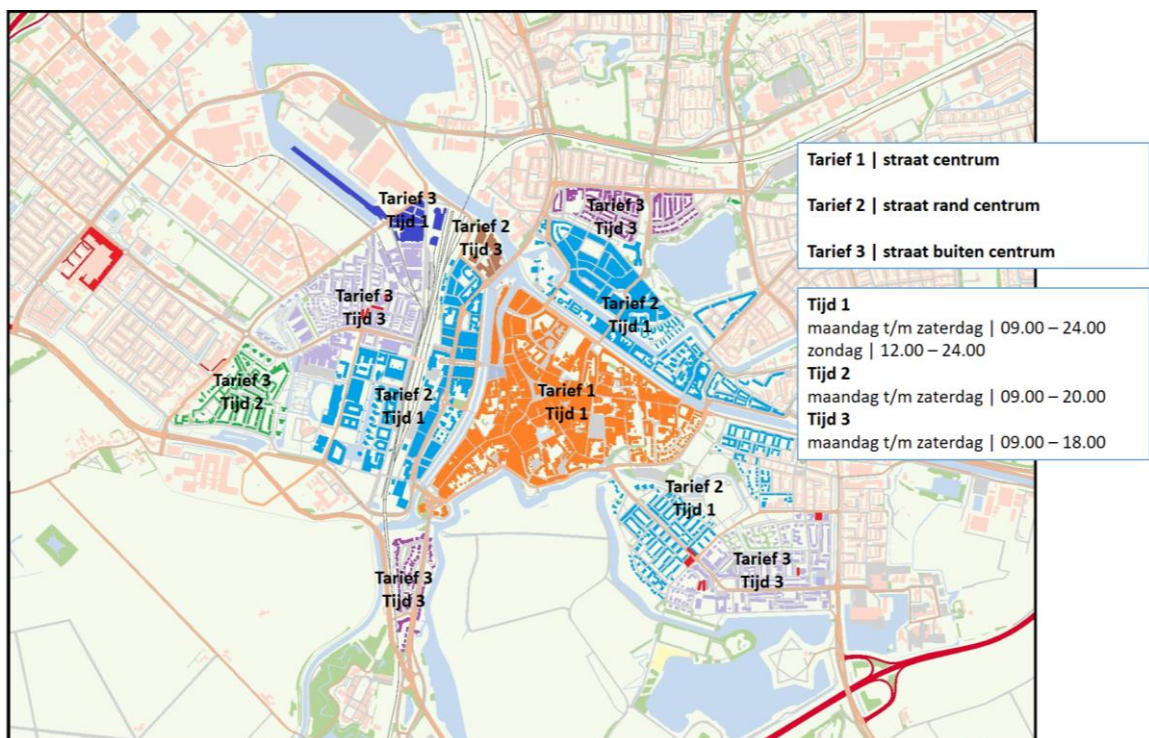 Tarief 3
Tijd 1
Tarief 2
Tijd 3
Tarief 3
Tijd 3
Tarief 3
Tijd 3
Tarief 2
Tijd 1
Tarief 3
Tijd 2
Tarief 2
Tijd 1
Tarief 1
Tijd 1
Tarief 2
Tijd 1
Tarief 3
Tijd 3
Tarief 3
Tijd 3
Tarief 1 | straat centrum
Tarief 2 | straat rand centrum
Tarief 3 | straat buiten centrum
Tijd 1
maandag t/m zaterdag | 09.00 – 24.00
zondag | 12.00 – 24.00
Tijd 2
maandag t/m zaterdag | 09.00 – 20.00
Tijd 3
maandag t/m zaterdag | 09.00 – 18.00